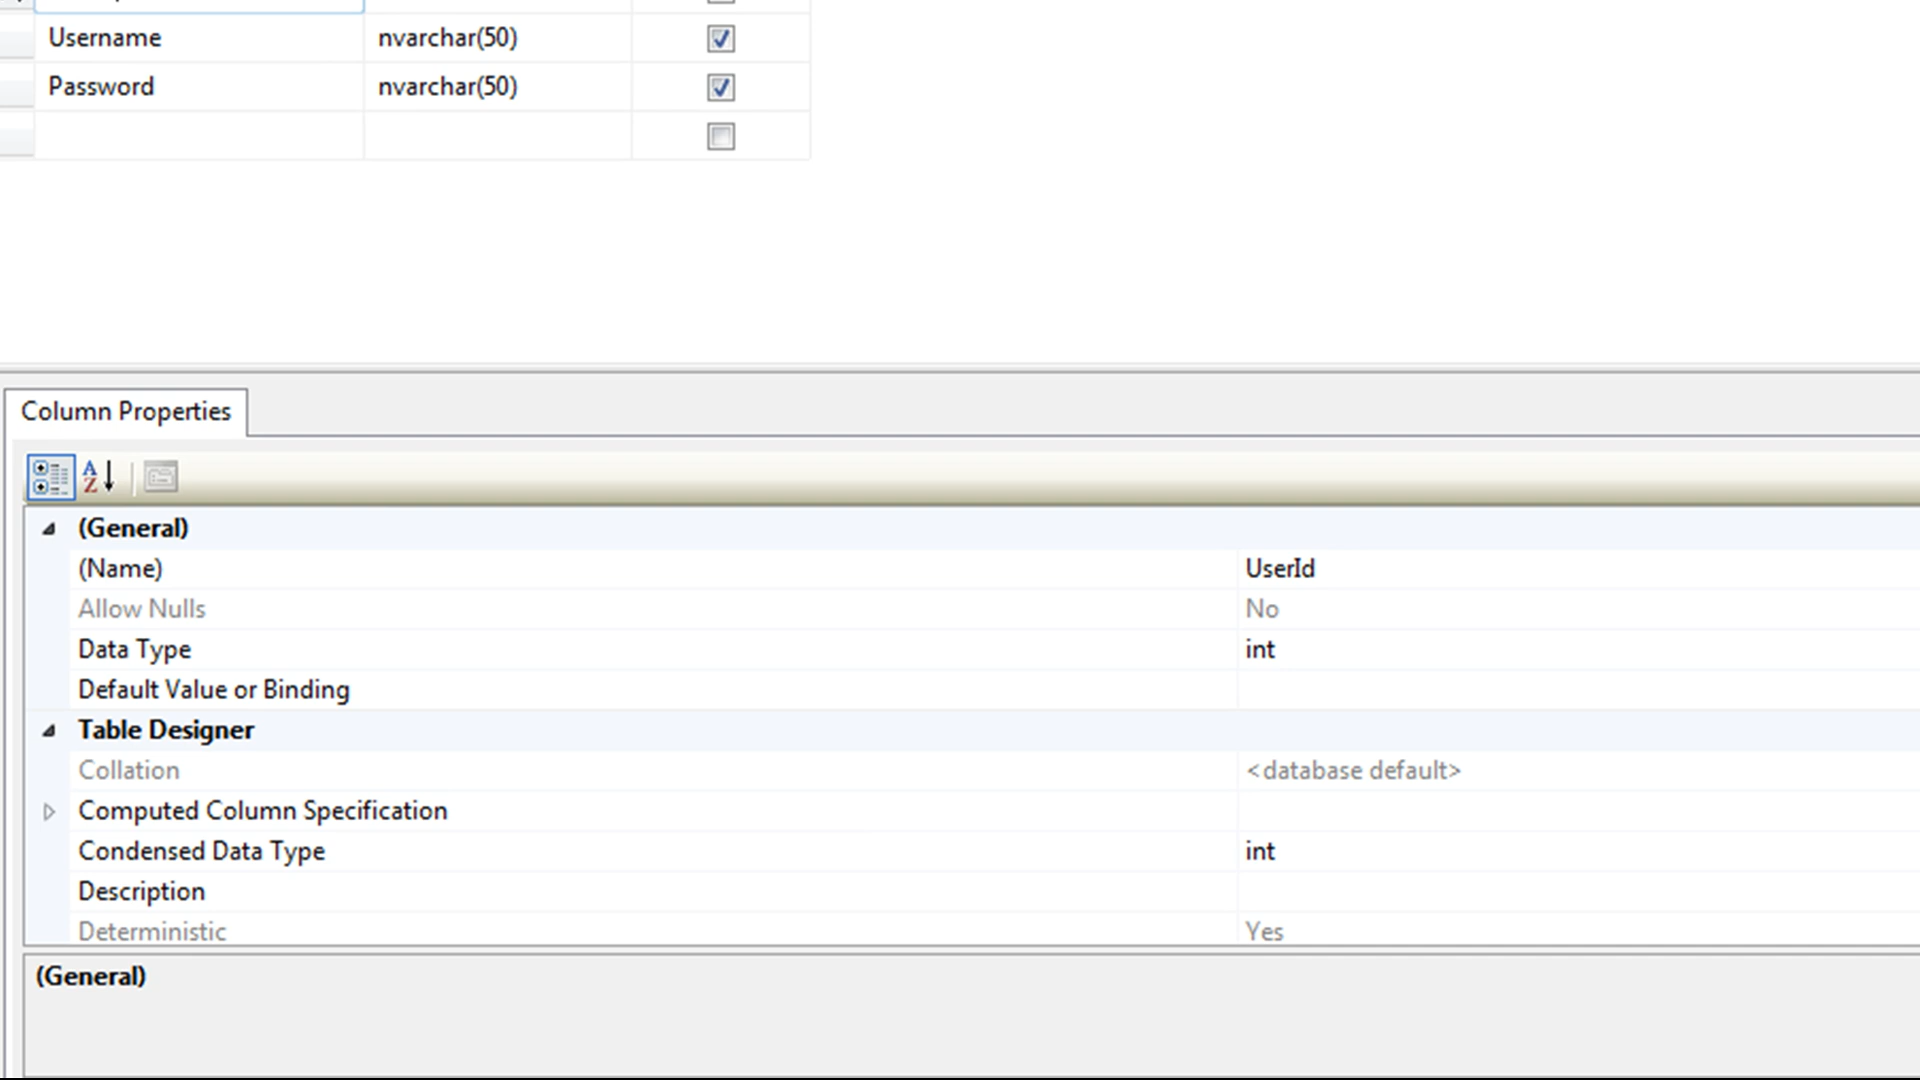 Username nvarchar(50)
Password nvarchar(50)
Column Properties
(General)
(Name) UserId
Allow Nulls No
Data Type int
Default Value or Binding
Table Designer
Collation <database default>
Computed Column Specification
Condensed Data Type int
Description
Deterministic Yes
(General)